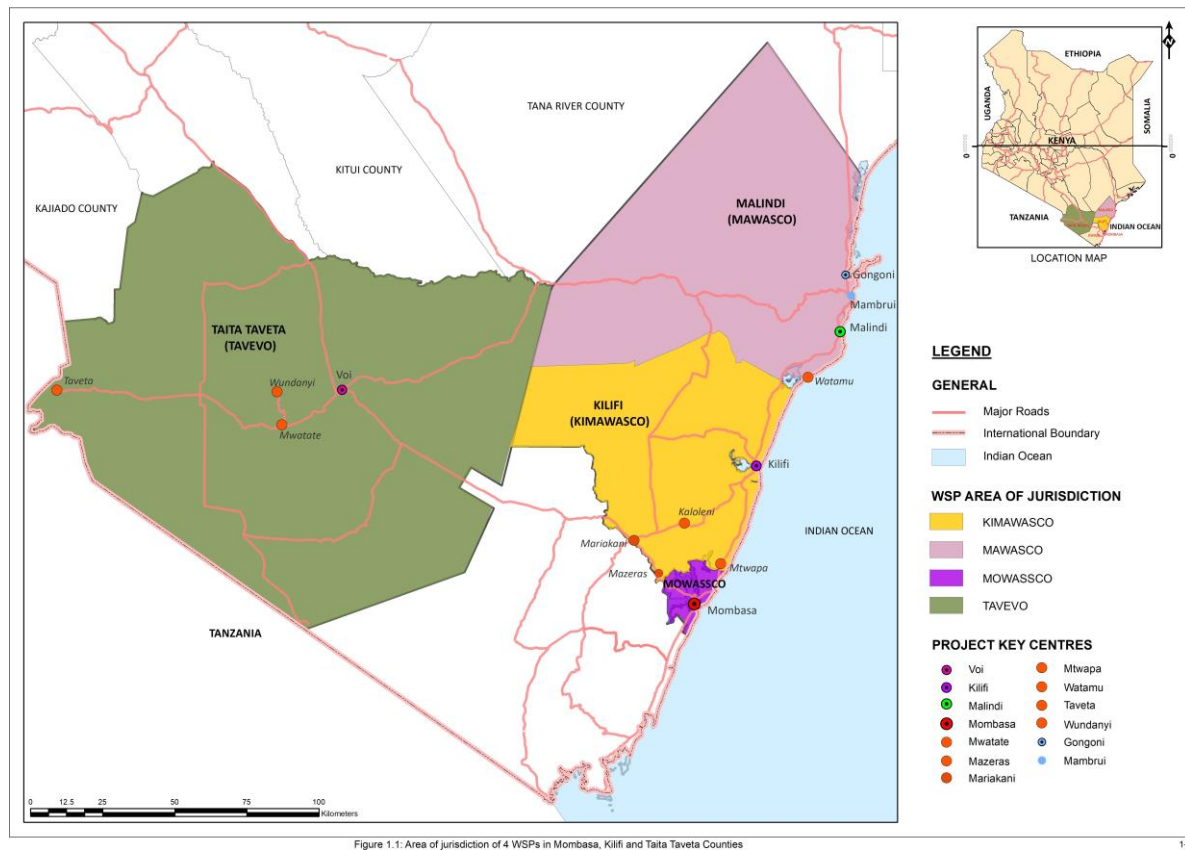 TANA RIVER COUNTY
KITUI COUNTY
KAJIADO COUNTY
MALINDI
(MAWASCO)
Gongoni
Mambrui
Malindi
TAITA TAVETA
(TAVEVO)
Taveta
Wundanyi
Voi
Mwatate
Watamu
KILIFI
(KIMAWASCO)
Kilifi
Kaloleni
INDIAN OCEAN
Mariakani
Mazeras
Mtwapa
MOWASSCO
Mombasa
TANZANIA
0 12.5 25 50 75 100
Kilometers
N
ETHIOPIA
UGANDA
SOMALIA
KENYA
0
0
TANZANIA
INDIAN OCEAN
LOCATION MAP
LEGEND
GENERAL
Major Roads
International Boundary
Indian Ocean
WSP AREA OF JURISDICTION
KIMAWASCO
MAWASCO
MOWASSCO
TAVEVO
PROJECT KEY CENTRES
Voi
Kilifi
Malindi
Mombasa
Mwatate
Mazeras
Mariakani
Mtwapa
Watamu
Taveta
Wundanyi
Gongoni
Mambrui
Figure 1.1: Area of jurisdiction of 4 WSPs in Mombasa, Kilifi and Taita Taveta Counties